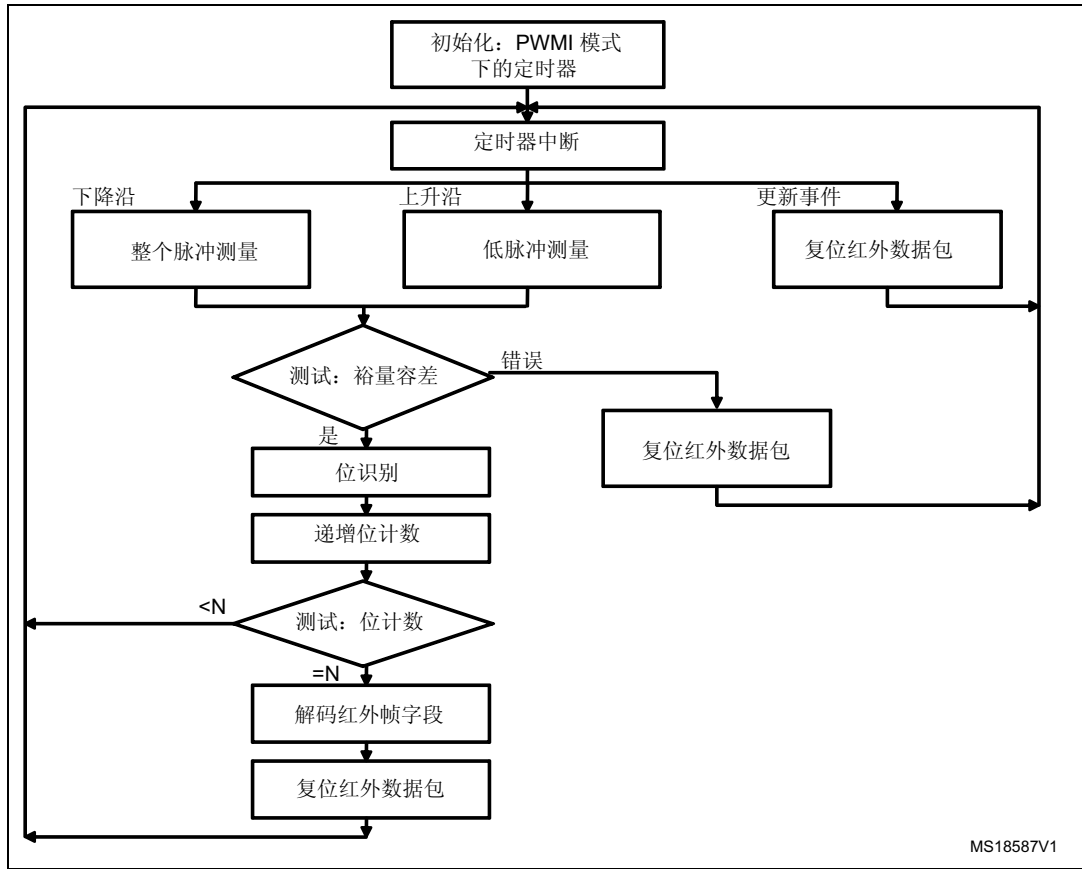 初始化：PWMI 模式
下的定时器
定时器中断
下降沿
上升沿
更新事件
整个脉冲测量
低脉冲测量
复位红外数据包
测试：裕量容差
错误
复位红外数据包
是
位识别
递增位计数
<N
测试：位计数
=N
解码红外帧字段
复位红外数据包
MS18587V1